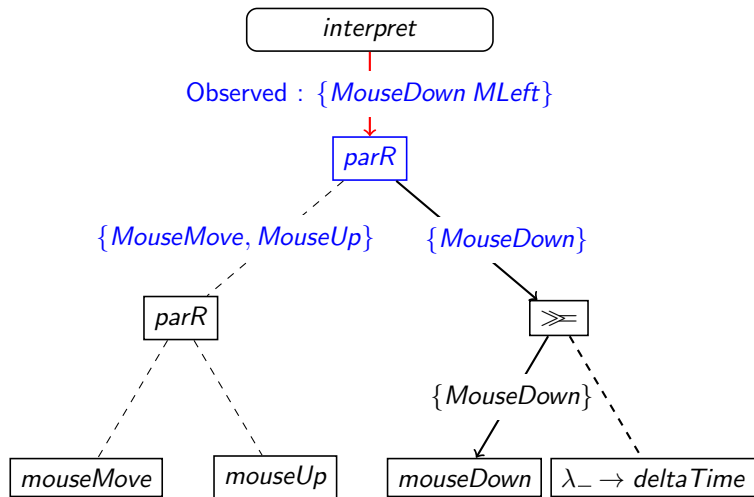 interpret
Observed : {MouseDown MLeft}
parR
{MouseMove, MouseUp} {MouseDown}
parR >>=
{MouseDown}
mouseMove mouseUp mouseDown λ_ → deltaTime